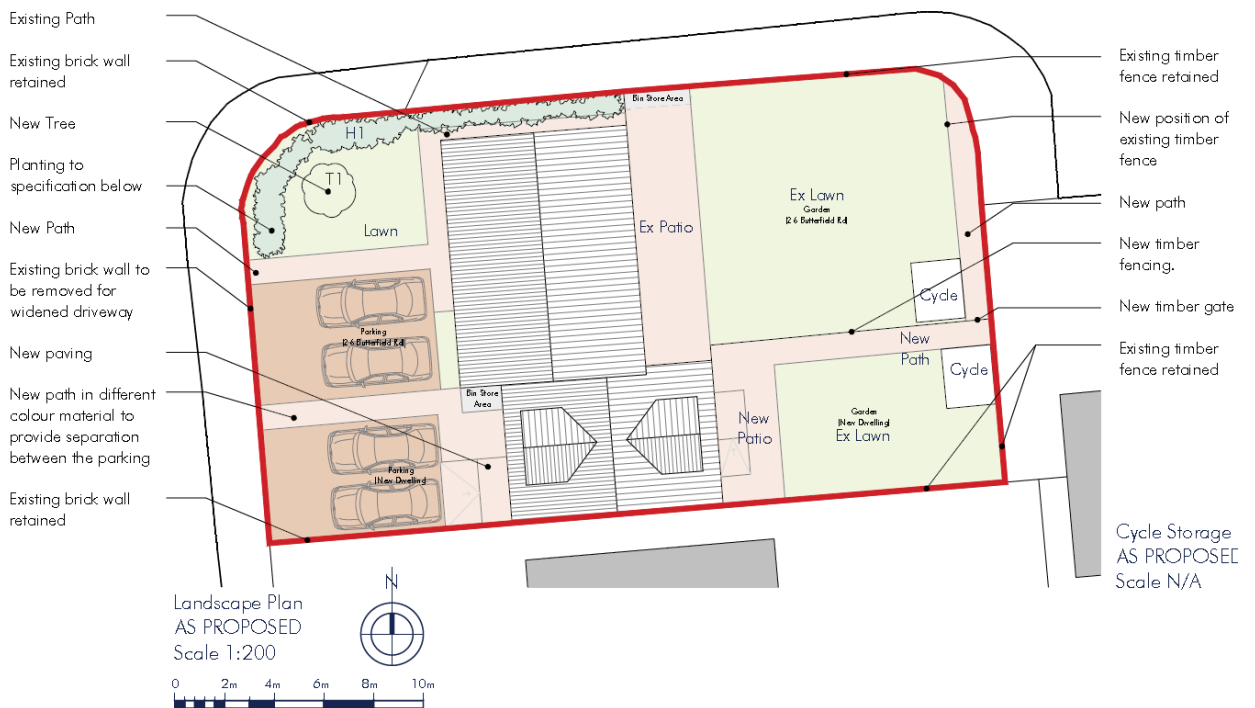 Existing Path
Existing brick wall
retained
New Tree
Planting to
specification below
New Path
Existing brick wall to
be removed for
widened driveway
New paving
New path in different
colour material to
provide separation
between the parking
Existing brick wall
retained
H1
T1
Lawn
Bin Store Area
Ex Patio
Ex Lawn
Garden
(26 Butterfield Rd)
Cycle
Parking
(26 Butterfield Rd)
Bin Store
Area
New
Path
Cycle
Garden
(New Dwelling)
Ex Lawn
New
Patio
Parking
(New Dwelling)
Existing timber
fence retained
New position of
existing timber
fence
New path
New timber
fencing.
New timber gate
Existing timber
fence retained
Cycle Storage
AS PROPOSED
Scale N/A
Landscape Plan
AS PROPOSED
Scale 1:200
N
0 2m 4m 6m 8m 10m